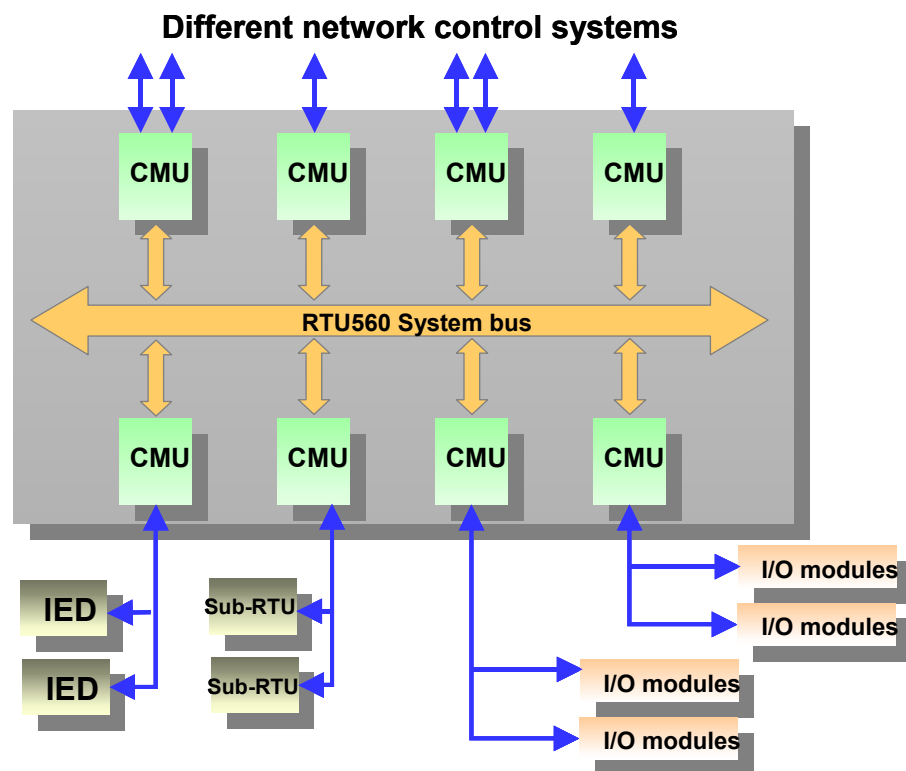 Different network control systems
CMU CMU CMU CMU
RTU560 System bus
CMU CMU CMU CMU
I/O modules
I/O modules
IED
IED
Sub-RTU
Sub-RTU
I/O modules
I/O modules